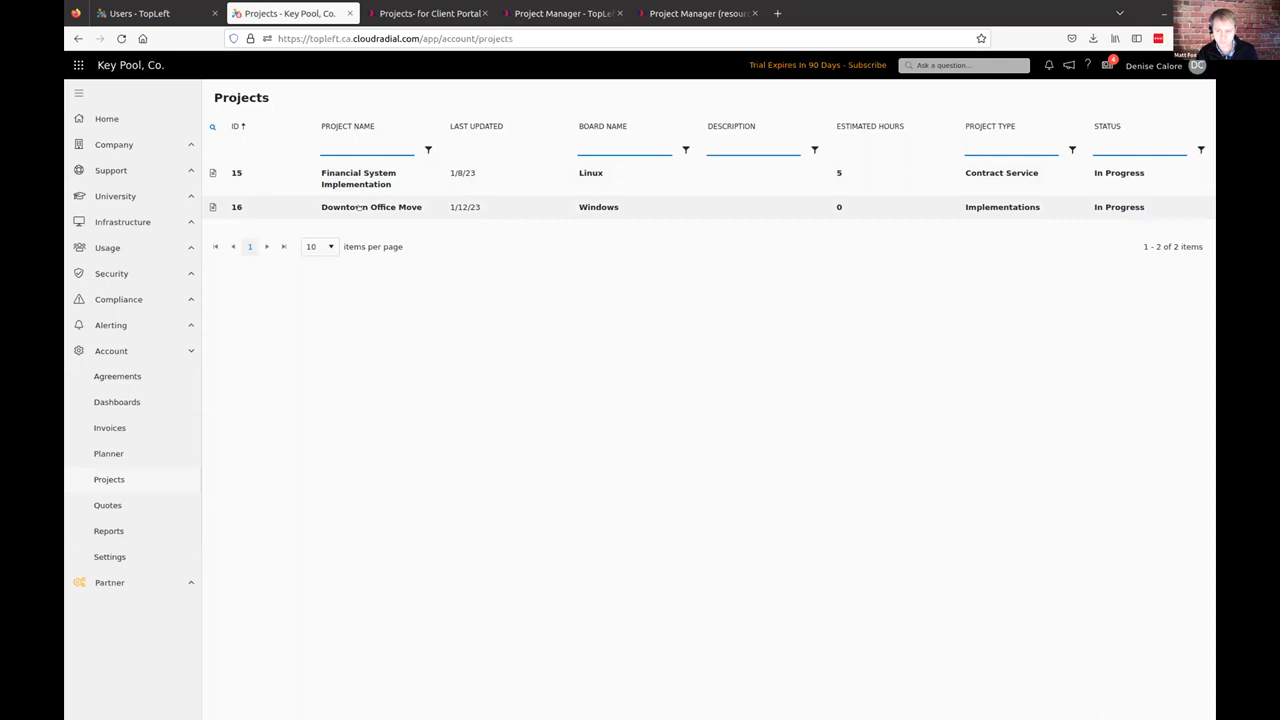 Users - TopLeft
Projects - Key Pool, Co.
Projects- for Client Portal
Project Manager - TopLe
Project Manager (resour
https://topleft.ca.cloudradial.com/app/account/projects
Matt Fox
Key Pool, Co.
Trial Expires In 90 Days - Subscribe
Ask a question...
4
Denise Calore
DC
Projects
Home
Company
Support
University
Infrastructure
Usage
Security
Compliance
Alerting
Account
Agreements
Dashboards
Invoices
Planner
Projects
Quotes
Reports
Settings
Partner
ID PROJECT NAME LAST UPDATED BOARD NAME DESCRIPTION ESTIMATED HOURS PROJECT TYPE STATUS
15 Financial System Implementation 1/8/23 Linux 5 Contract Service In Progress
16 Downtown Office Move 1/12/23 Windows 0 Implementations In Progress
1 10 items per page 1 - 2 of 2 items